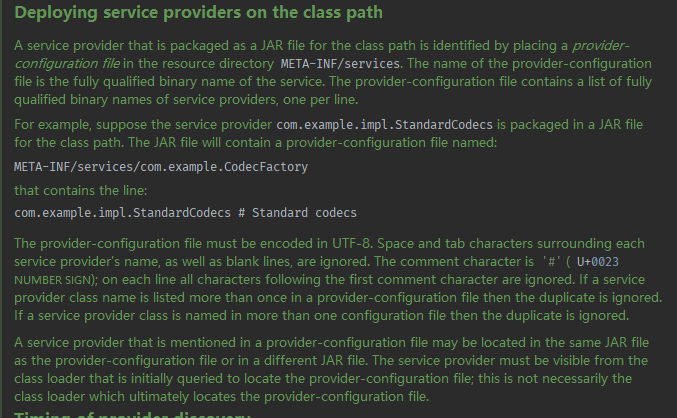 Deploying service providers on the class path
A service provider that is packaged as a JAR file for the class path is identified by placing a provider-
configuration file in the resource directory META-INF/services. The name of the provider-configuration
file is the fully qualified binary name of the service. The provider-configuration file contains a list of fully
qualified binary names of service providers, one per line.
For example, suppose the service provider com.example.impl.StandardCodecs is packaged in a JAR file
for the class path. The JAR file will contain a provider-configuration file named:
META-INF/services/com.example.CodecFactory
that contains the line:
com.example.impl.StandardCodecs # Standard codecs
The provider-configuration file must be encoded in UTF-8. Space and tab characters surrounding each
service provider's name, as well as blank lines, are ignored. The comment character is '#' ( U+0023
NUMBER SIGN); on each line all characters following the first comment character are ignored. If a service
provider class name is listed more than once in a provider-configuration file then the duplicate is ignored.
If a service provider class is named in more than one configuration file then the duplicate is ignored.
A service provider that is mentioned in a provider-configuration file may be located in the same JAR file
as the provider-configuration file or in a different JAR file. The service provider must be visible from the
class loader that is initially queried to locate the provider-configuration file; this is not necessarily the
class loader which ultimately locates the provider-configuration file.
Timing of provider discovery